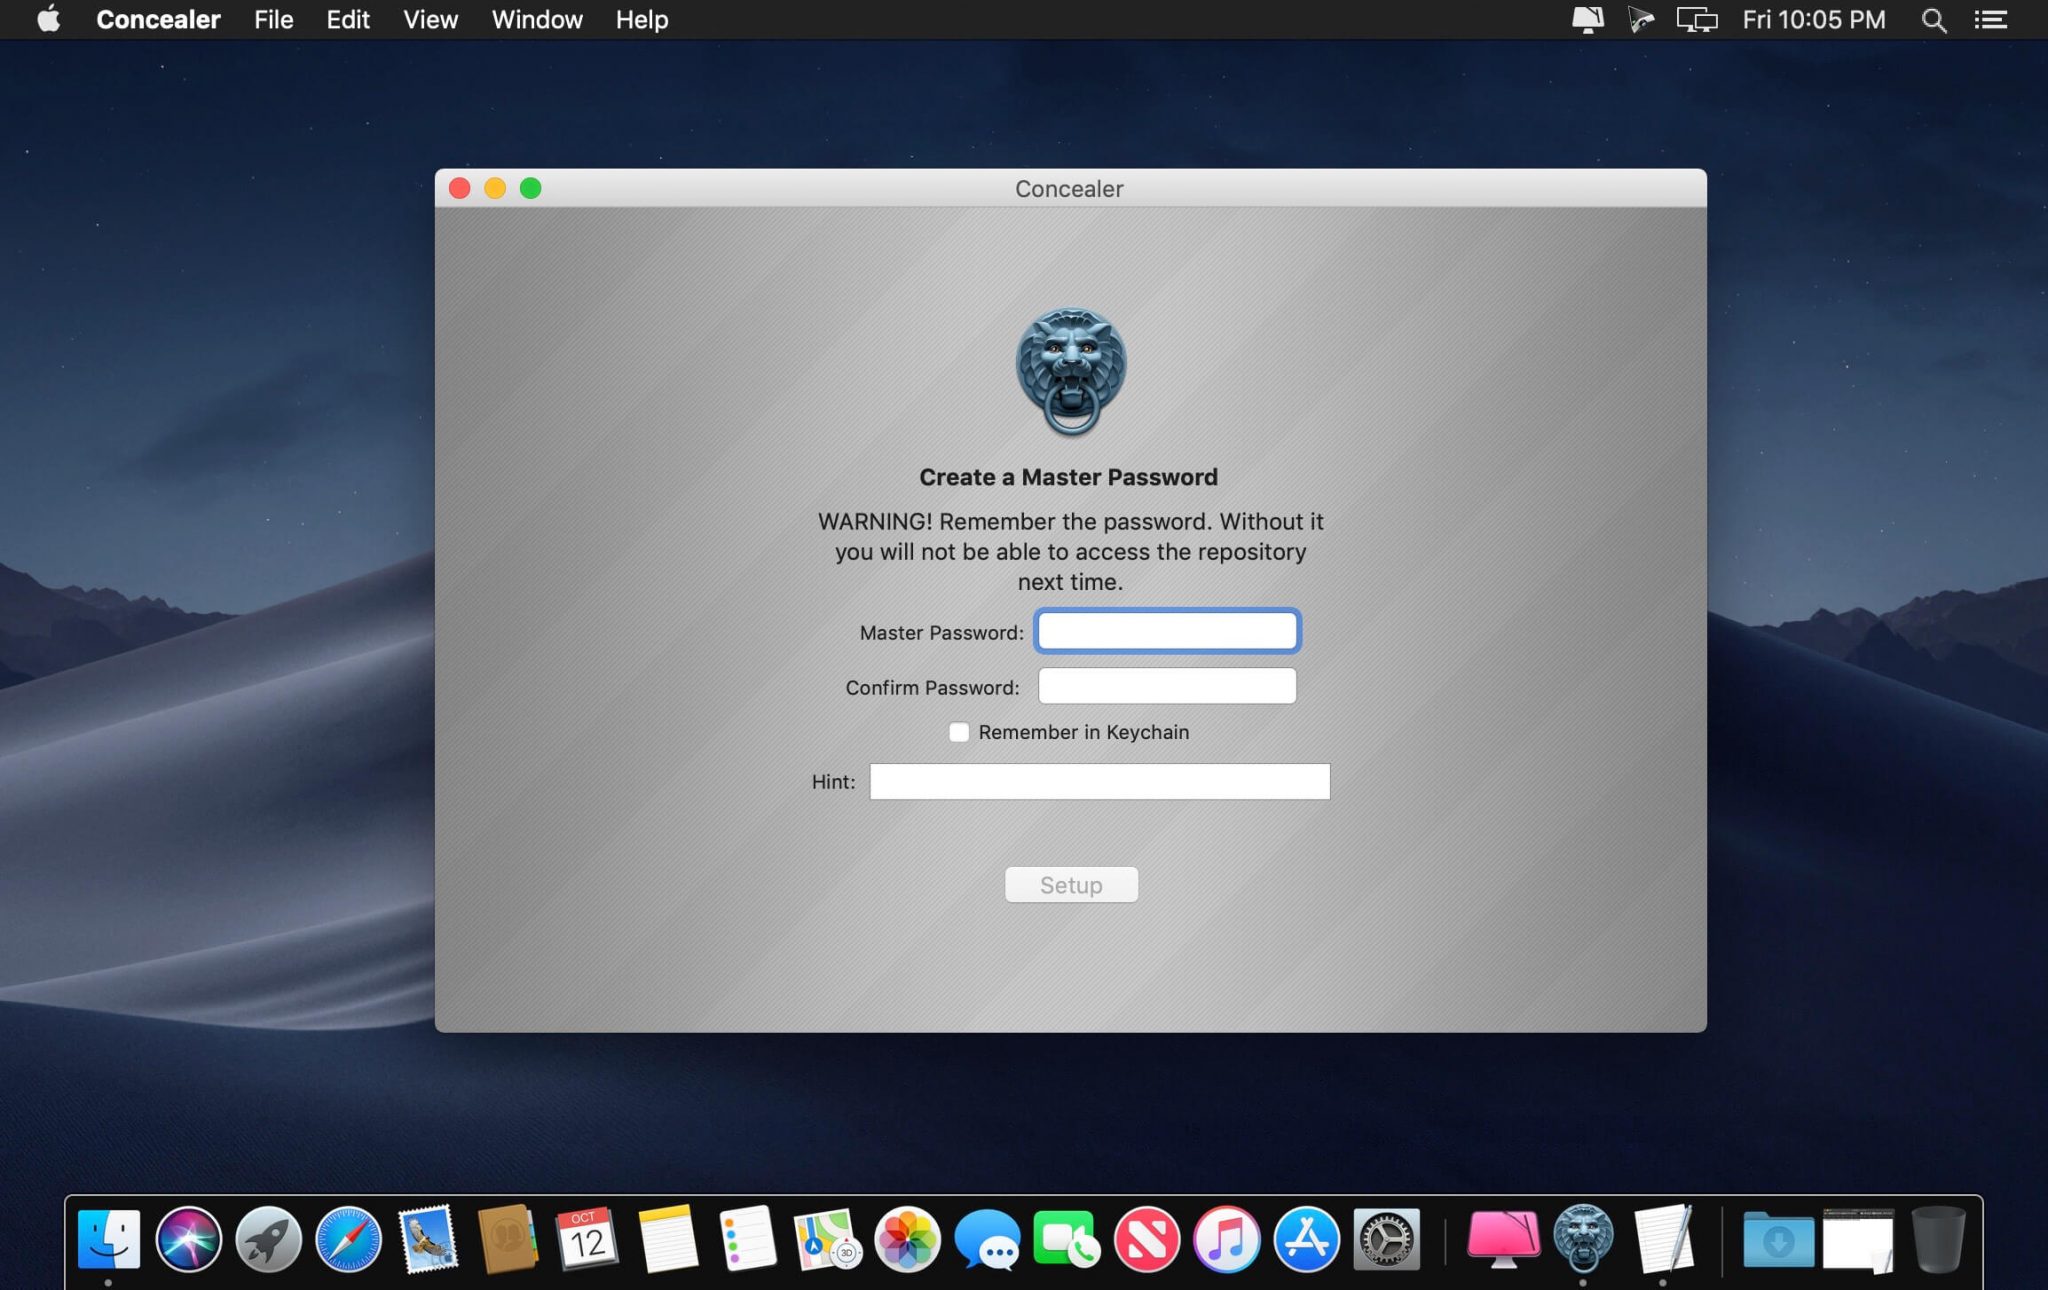 Concealer File Edit View Window Help Fri 10:05 PM
Concealer
Create a Master Password
WARNING! Remember the password. Without it
you will not be able to access the repository
next time.
Master Password:
Confirm Password:
Remember in Keychain
Hint:
Setup
OCT
12
3D